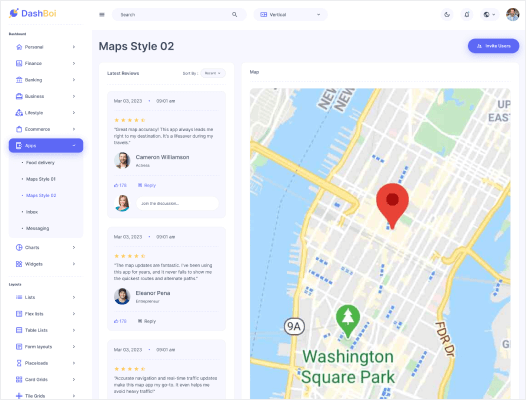 DashBoi
Search
Vertical
Dashboard
Personal
Finance
Banking
Business
Lifestyle
Ecommerce
Apps
Food delivery
Maps Style 01
Maps Style 02
Inbox
Messaging
Charts
Widgets
Layouts
Lists
Flex lists
Table Lists
Form layouts
Placeloads
Card Grids
Tile Grids
Maps Style 02
Invite Users
Latest Reviews
Sort By:
Recent
Mar 03, 2023 • 09:01 am
"Great map accuracy! This app always leads me
right to my destination. It's a lifesaver during my
travels."
Cameron Williamson
Actress
176 Reply
Join the discussion...
Mar 03, 2023 • 09:01 am
"The map updates are fantastic. I've been using
this app for years, and it never fails to show me
the quickest routes and alternate paths."
Eleanor Pena
Entrepreneur
176 Reply
Mar 03, 2023 • 09:01 am
"Accurate navigation and real-time traffic updates
make this map app my go-to. It even helps me
avoid heavy traffic."
Map
NEW
NEW
UP
EAS
9A
FDR Dr
Washington
Square Park